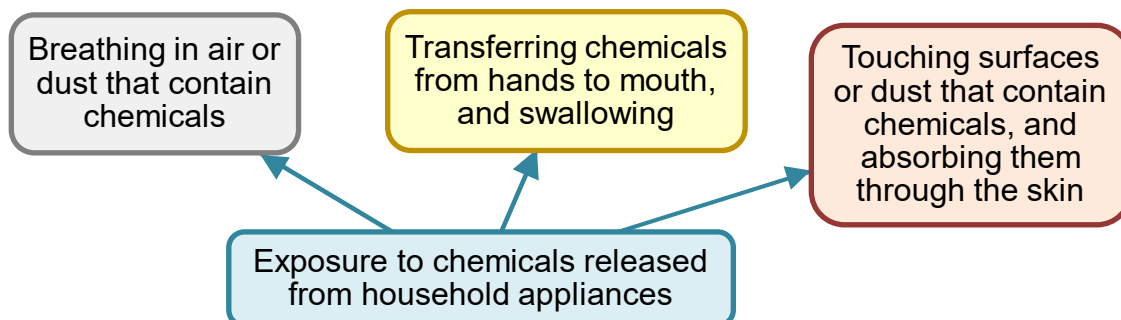 Breathing in air or
dust that contain
chemicals
Transferring chemicals
from hands to mouth,
and swallowing
Touching surfaces
or dust that contain
chemicals, and
absorbing them
through the skin
Exposure to chemicals released
from household appliances